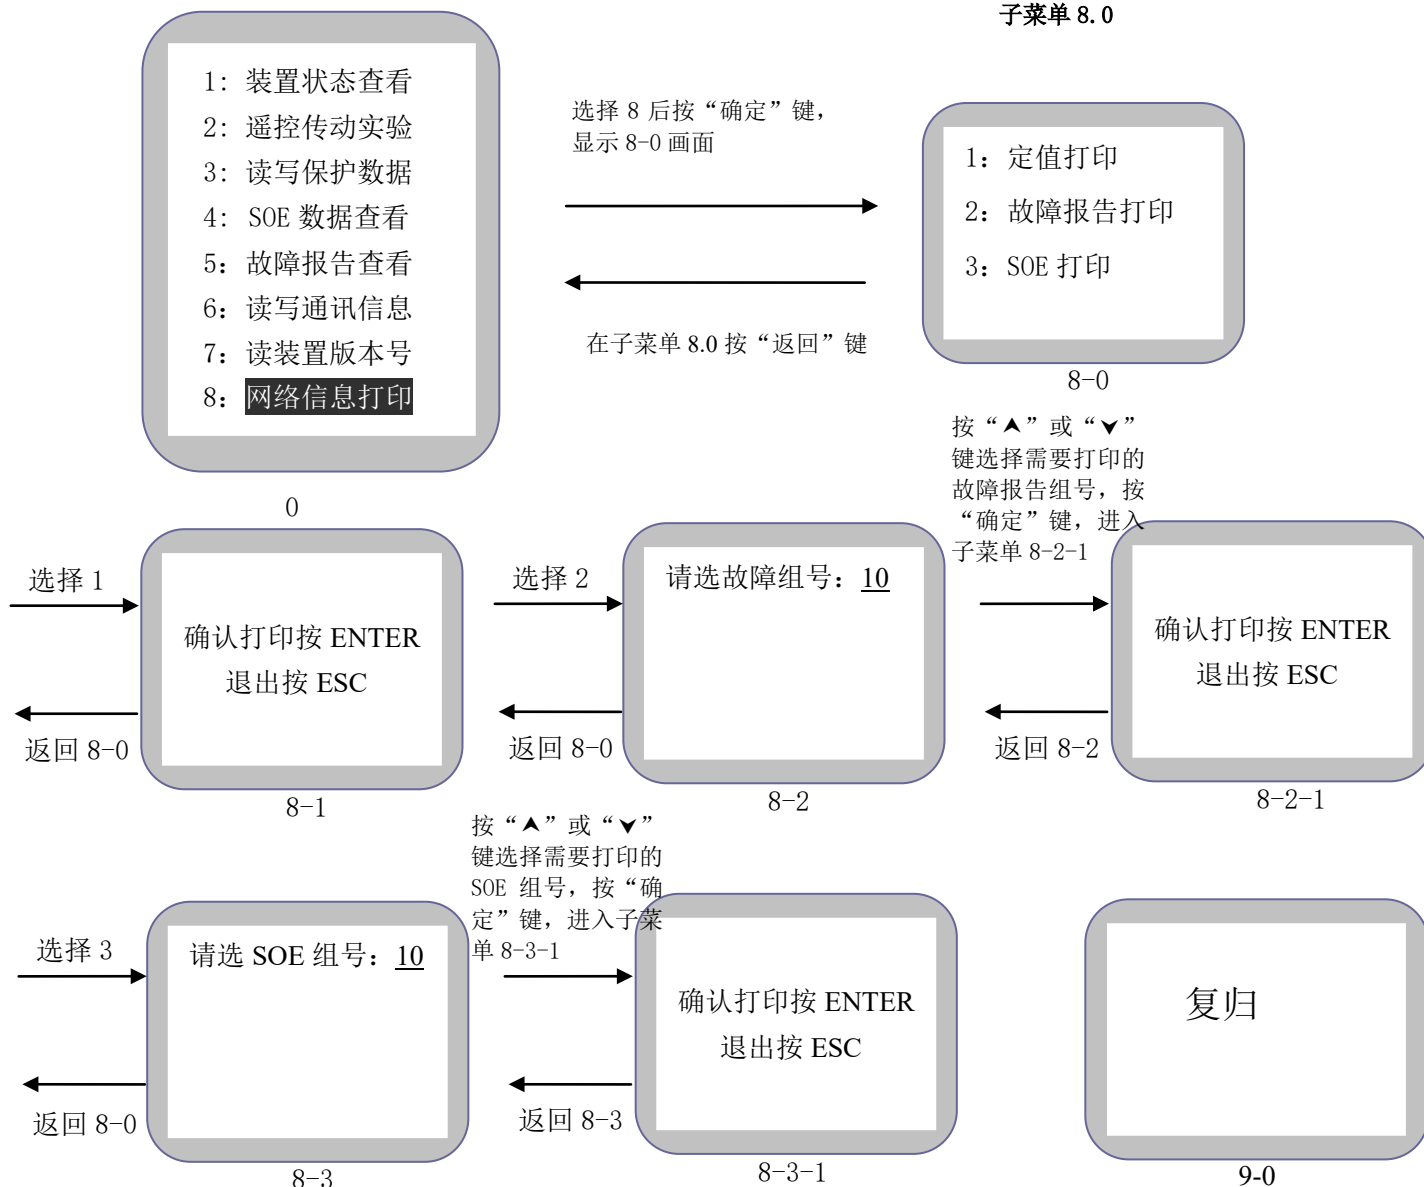 子菜单 8.0
1：装置状态查看
2：遥控传动实验
3：读写保护数据
4：SOE 数据查看
5：故障报告查看
6：读写通讯信息
7：读装置版本号
8：网络信息打印
0
选择 8 后按“确定”键，
显示 8-0 画面
在子菜单 8.0 按“返回”键
1：定值打印
2：故障报告打印
3：SOE 打印
8-0
选择 1
返回 8-0
确认打印按 ENTER
退出按 ESC
8-1
选择 2
返回 8-0
请选故障组号：10
8-2
按“⮝”或“⮟”
键选择需要打印的
故障报告组号，按
“确定”键，进入
子菜单 8-2-1
返回 8-2
确认打印按 ENTER
退出按 ESC
8-2-1
选择 3
返回 8-0
请选 SOE 组号：10
8-3
按“⮝”或“⮟”
键选择需要打印的
SOE 组号，按“确
定”键，进入子菜
单 8-3-1
返回 8-3
确认打印按 ENTER
退出按 ESC
8-3-1
复归
9-0